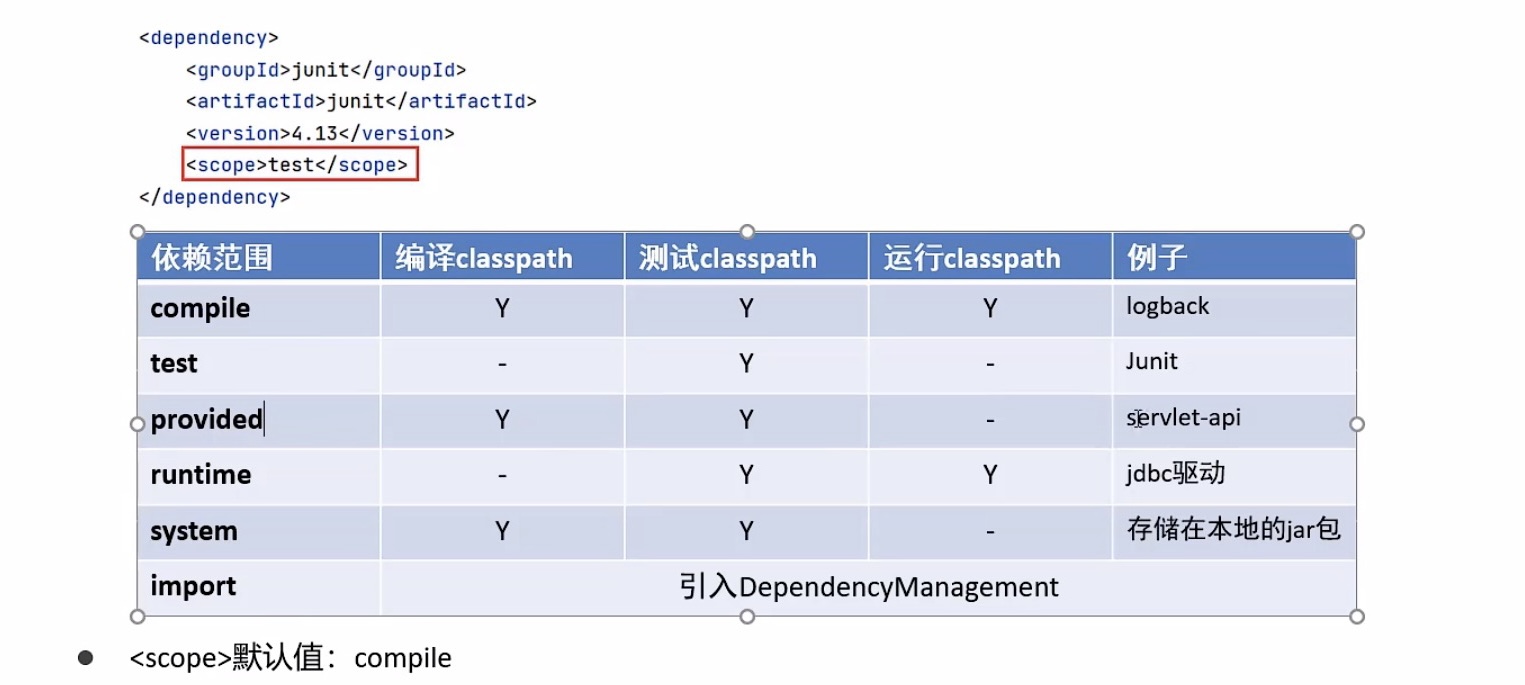 <dependency>
<groupId>junit</groupId>
<artifactId>junit</artifactId>
<version>4.13</version>
<scope>test</scope>
</dependency>
依赖范围 编译classpath 测试classpath 运行classpath 例子
compile Y Y Y logback
test - Y - Junit
provided Y Y - servlet-api
runtime - Y Y jdbc驱动
system Y Y - 存储在本地的jar包
import 引入DependencyManagement
● <scope>默认值：compile